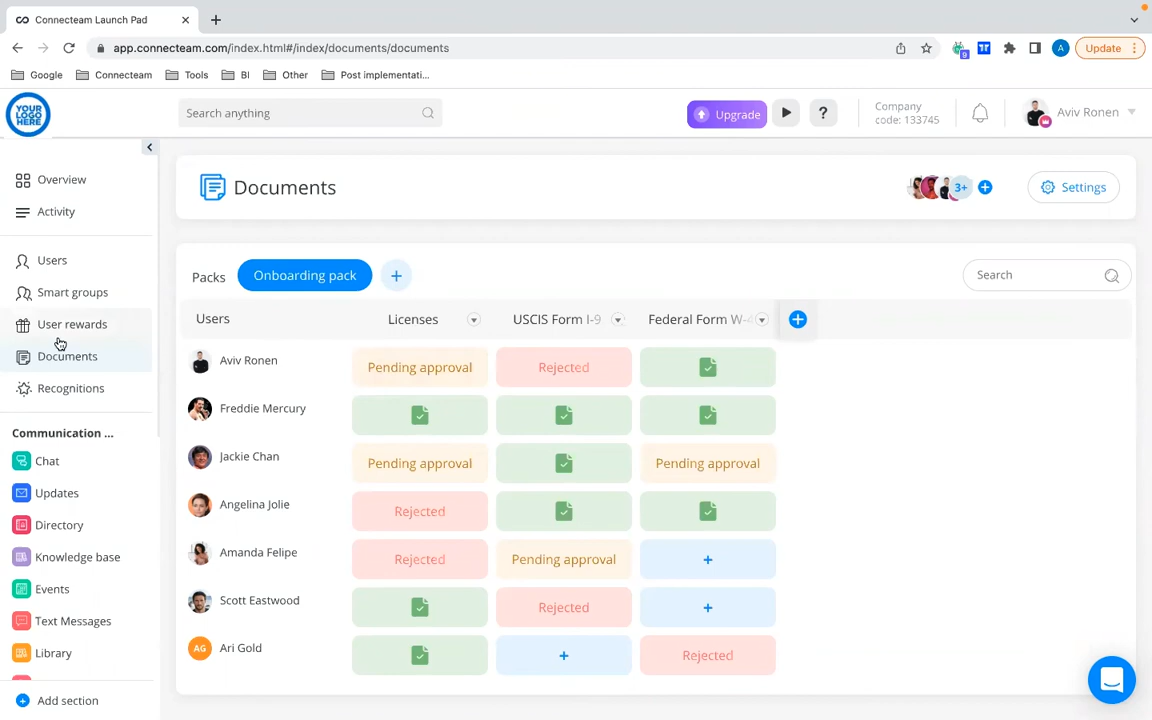 Connecteam Launch Pad
app.connecteam.com/index.html#/index/documents/documents
9
A
Update
Google
Connecteam
Tools
BI
Other
Post implementati...
YOUR
LOGO
HERE
Search anything
Upgrade
?
Company
code: 133745
Aviv Ronen
Overview
Activity
Users
Smart groups
User rewards
Documents
Recognitions
Communication ...
Chat
Updates
Directory
Knowledge base
Events
Text Messages
Library
Add section
Documents
3+
Settings
Packs
Onboarding pack
+
Search
Users
Licenses
USCIS Form I-9
Federal Form W-4
Aviv Ronen
Pending approval
Rejected
Freddie Mercury
Jackie Chan
Pending approval
Pending approval
Angelina Jolie
Rejected
Amanda Felipe
Rejected
Pending approval
+
Scott Eastwood
Rejected
+
AG
Ari Gold
+
Rejected